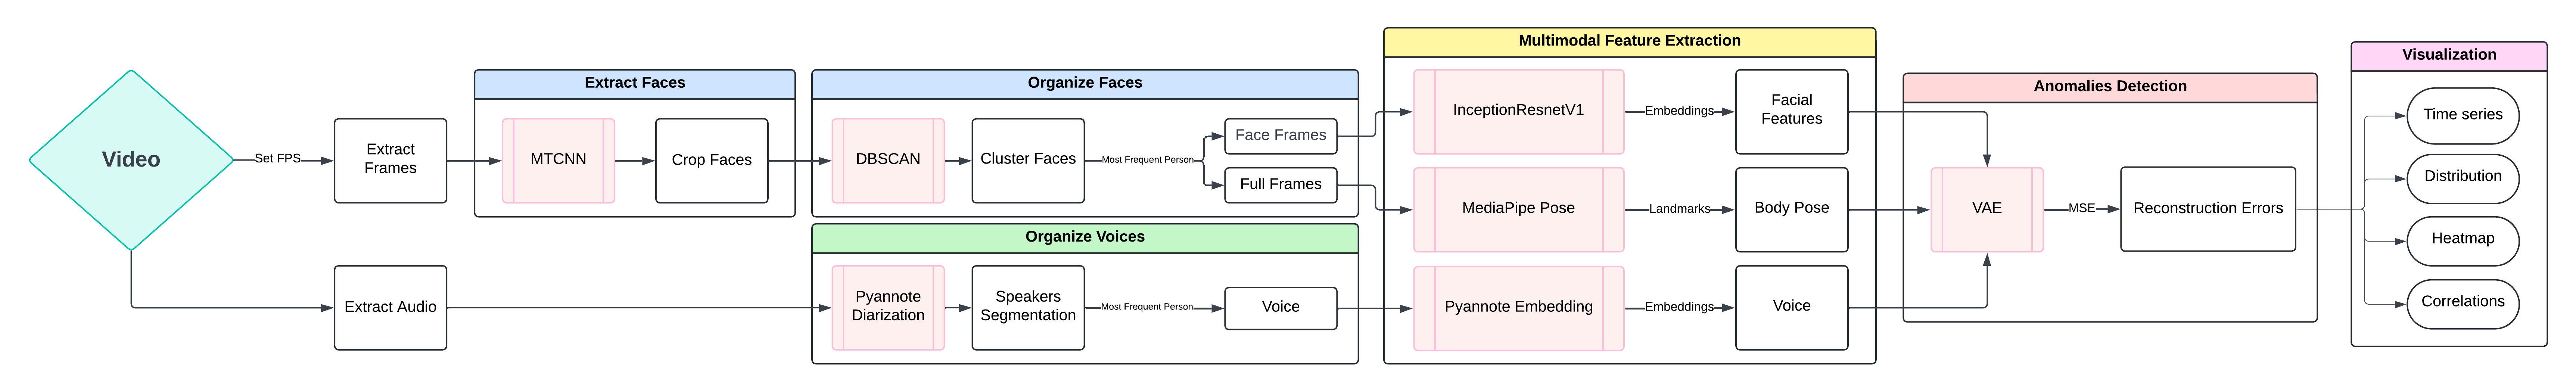 Video
Set FPS
Extract
Frames
Extract Audio
Extract Faces
MTCNN
Crop Faces
Organize Faces
DBSCAN
Cluster Faces
Most Frequent Person
Face Frames
Full Frames
Organize Voices
Pyannote
Diarization
Speakers
Segmentation
Most Frequent Person
Voice
Multimodal Feature Extraction
InceptionResnetV1
Embeddings
Facial
Features
MediaPipe Pose
Landmarks
Body Pose
Pyannote Embedding
Embeddings
Voice
Anomalies Detection
VAE
MSE
Reconstruction Errors
Visualization
Time series
Distribution
Heatmap
Correlations